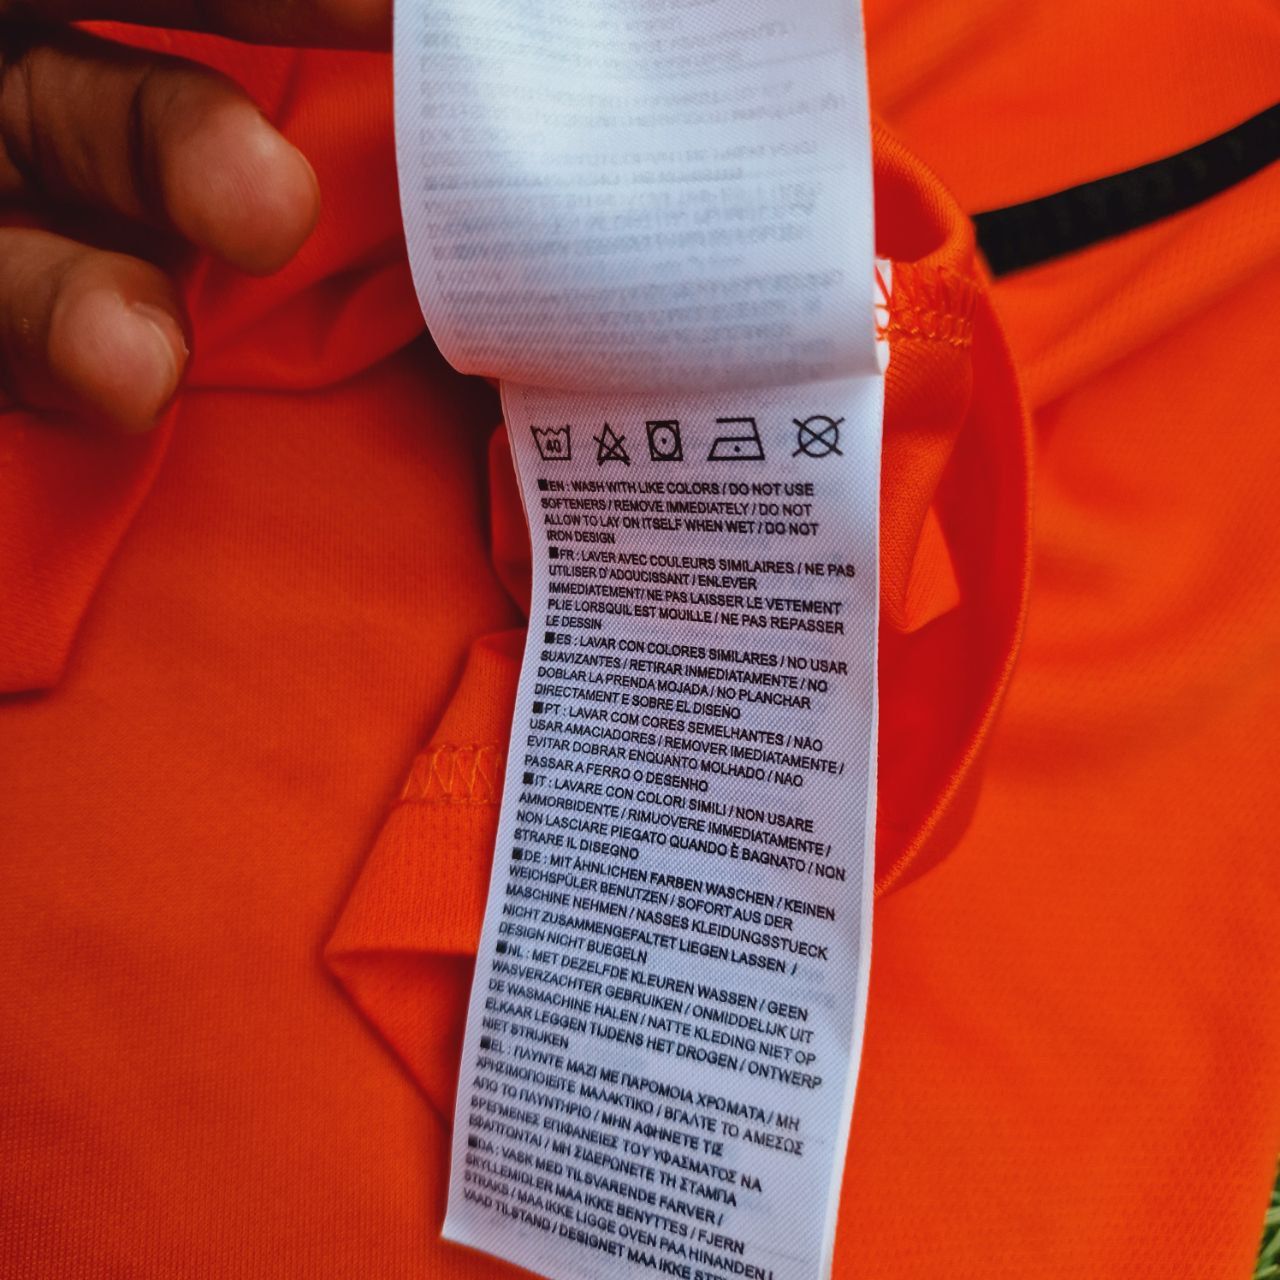 40
■EN : WASH WITH LIKE COLORS / DO NOT USE
SOFTENERS / REMOVE IMMEDIATELY / DO NOT
ALLOW TO LAY ON ITSELF WHEN WET / DO NOT
IRON DESIGN
■FR : LAVER AVEC COULEURS SIMILAIRES / NE PAS
UTILISER D'ADOUCISSANT / ENLEVER
IMMEDIATEMENT/ NE PAS LAISSER LE VETEMENT
PLIE LORSQUIL EST MOUILLE / NE PAS REPASSER
LE DESSIN
■ES : LAVAR CON COLORES SIMILARES / NO USAR
SUAVIZANTES / RETIRAR INMEDIATAMENTE / NO
DOBLAR LA PRENDA MOJADA / NO PLANCHAR
DIRECTAMENT E SOBRE EL DISENO
■PT : LAVAR COM CORES SEMELHANTES / NÃO
USAR AMACIADORES / REMOVER IMEDIATAMENTE /
EVITAR DOBRAR ENQUANTO MOLHADO / NAO
PASSAR A FERRO O DESENHO
■IT : LAVARE CON COLORI SIMILI / NON USARE
AMMORBIDENTE / RIMUOVERE IMMEDIATAMENTE /
NON LASCIARE PIEGATO QUANDO È BAGNATO / NON
STRARE IL DISEGNO
■DE : MIT ÄHNLICHEN FARBEN WASCHEN / KEINEN
WEICHSPÜLER BENUTZEN / SOFORT AUS DER
MASCHINE NEHMEN / NASSES KLEIDUNGSSTUECK
NICHT ZUSAMMENGEFALTET LIEGEN LASSEN /
DESIGN NICHT BUEGELN
■NL : MET DEZELFDE KLEUREN WASSEN / GEEN
WASVERZACHTER GEBRUIKEN / ONMIDDELIJK UIT
DE WASMACHINE HALEN / NATTE KLEDING NIET OP
ELKAAR LEGGEN TIJDENS HET DROGEN / ONTWERP
NIET STRIJKEN
■EL : ΠΛΥΝΤΕ ΜΑΖΙ ΜΕ ΠΑΡΟΜΟΙΑ ΧΡΩΜΑΤΑ / ΜΗ
ΧΡΗΣΙΜΟΠΟΙΕΙΤΕ ΜΑΛΑΚΤΙΚΟ / ΒΓΑΛΤΕ ΤΟ ΑΜΕΣΩΣ
ΑΠΟ ΤΟ ΠΛΥΝΤΗΡΙΟ / ΜΗΝ ΑΦΗΝΕΤΕ ΤΙΣ
ΒΡΕΓΜΕΝΕΣ ΕΠΙΦΑΝΕΙΕΣ ΤΟΥ ΥΦΑΣΜΑΤΟΣ ΝΑ
ΕΦΑΠΤΟΝΤΑΙ / ΜΗ ΣΙΔΕΡΩΝΕΤΕ ΤΗ ΣΤΑΜΠΑ
■DA : VASK MED TILSVARENDE FARVER /
SKYLLEMIDLER MAA IKKE BENYTTES / FJERN
STRAKS / MAA IKKE LIGGE OVEN PAA HINANDEN I
VAAD TILSTAND / DESIGNET MAA IKKE